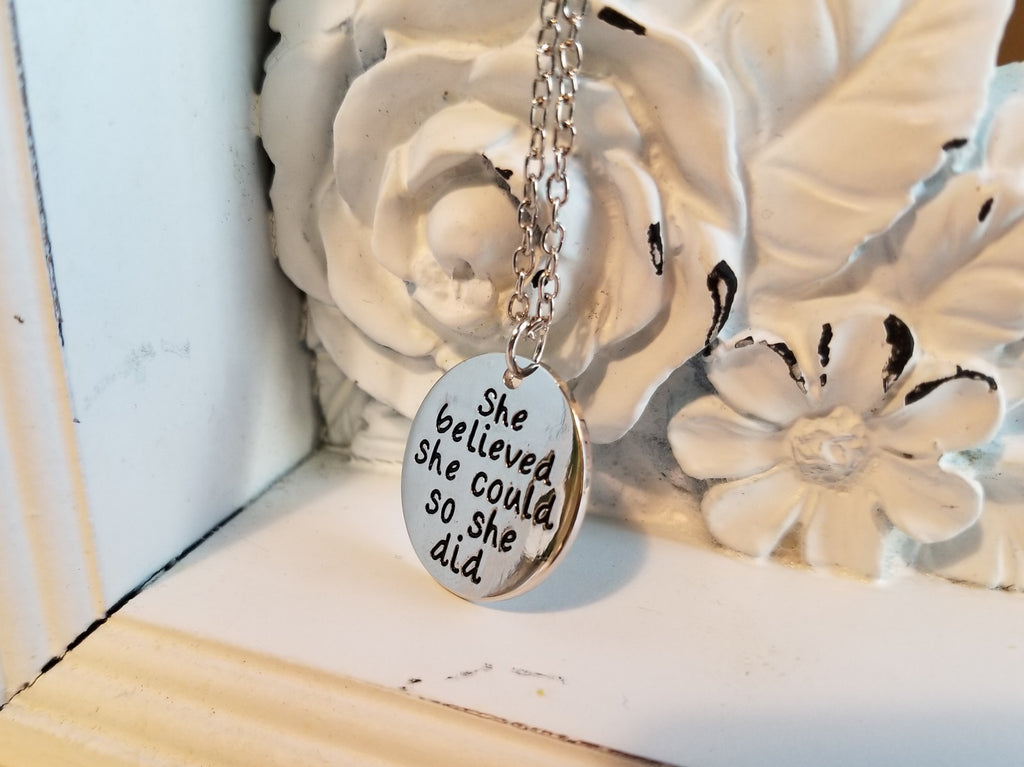 She
believed
she could
so she
did